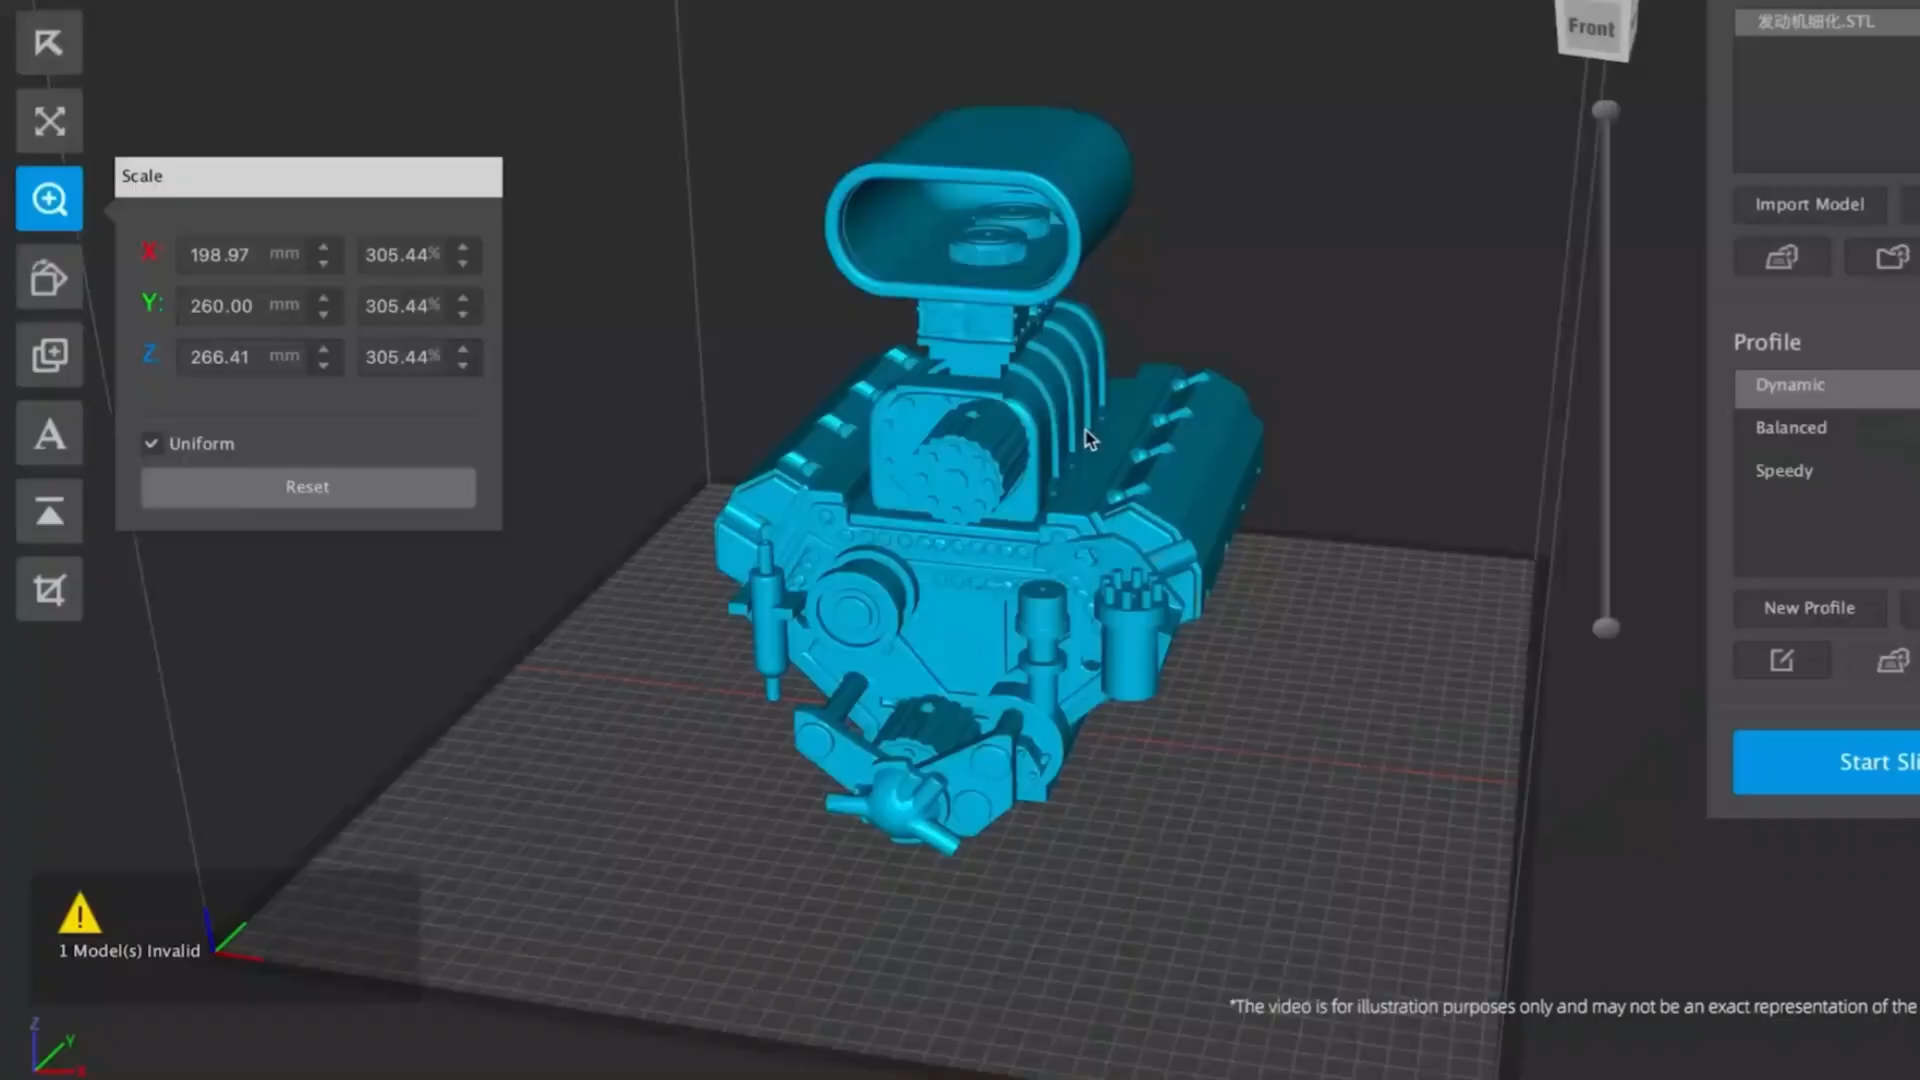 Front
发动机细化.STL
Scale
X: 198.97 mm 305.44%
Y: 260.00 mm 305.44%
Z: 266.41 mm 305.44%
Uniform
Reset
Import Model
Profile
Dynamic
Balanced
Speedy
New Profile
Start Sli
1 Model(s) Invalid
*The video is for illustration purposes only and may not be an exact representation of the
Z
Y
X